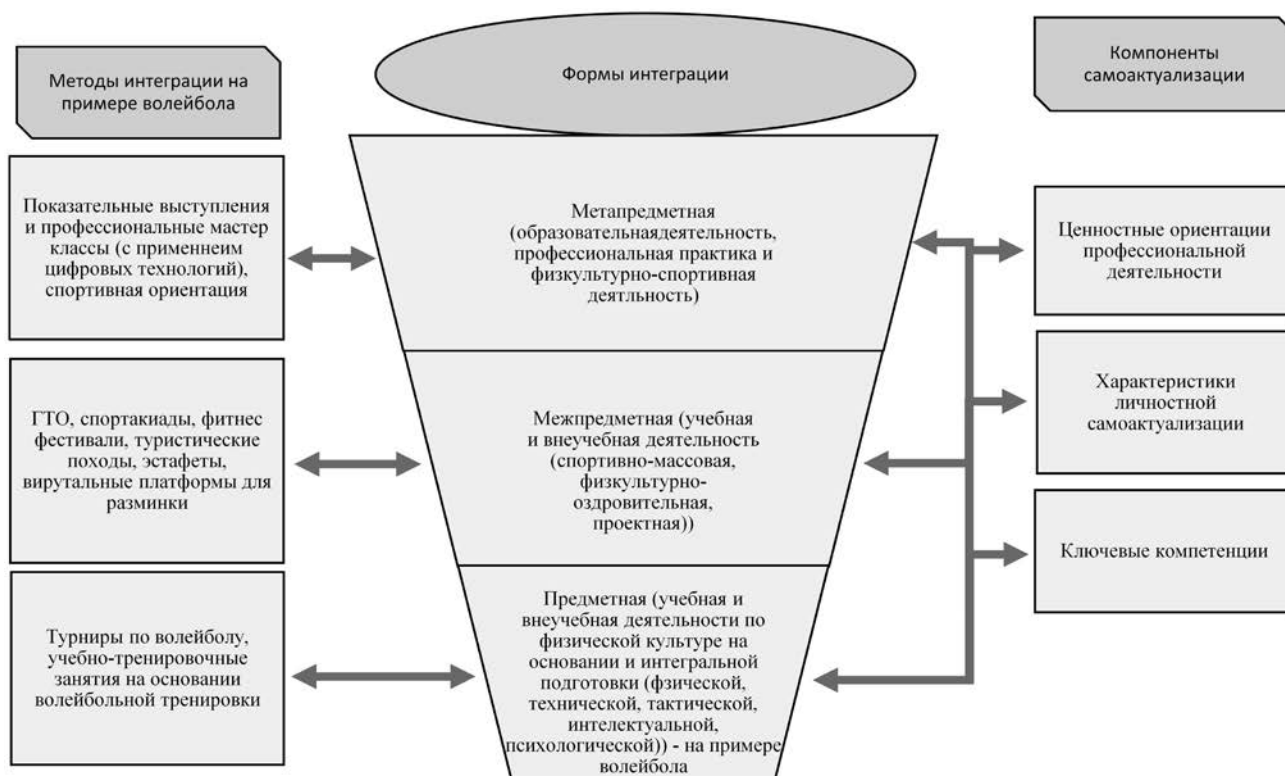 Методы интеграции на
примере волейбола
Показательные выступления
и профессиональные мастер
классы (с применнеим
цифровых технологий),
спортивная ориентация
ГТО, спортакиады, фитнес
фестивали, туристические
походы, эстафеты,
вирутальные платформы для
разминки
Турниры по волейболу,
учебно-тренировочные
занятия на основании
волейбольной тренировки
Формы интеграции
Метапредметная
(образовательнаядеятельность,
профессиональная практика и
физкультурно-спортивная
деятльность)
Межпредметная (учебная
и внеучебная деятельность
(спортивно-массовая,
физкультурно-
оздровительная,
проектная))
Предметная (учебная и
внеучебная деятельности по
физической культуре на
основании и интегральной
подготовки (фзической,
технической, тактической,
интелектуальной,
психологической)) - на примере
волейбола
Компоненты
самоактуализации
Ценностные ориентации
профессиональной
деятельности
Характеристики
личностной
самоактуализации
Ключевые компетенции